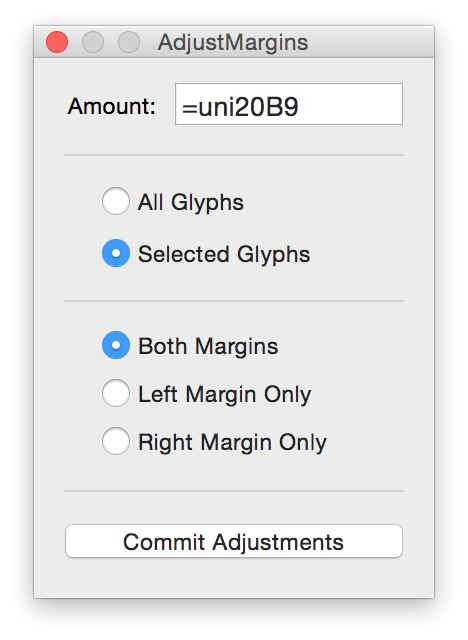 AdjustMargins
Amount: =uni20B9
All Glyphs
Selected Glyphs
Both Margins
Left Margin Only
Right Margin Only
Commit Adjustments